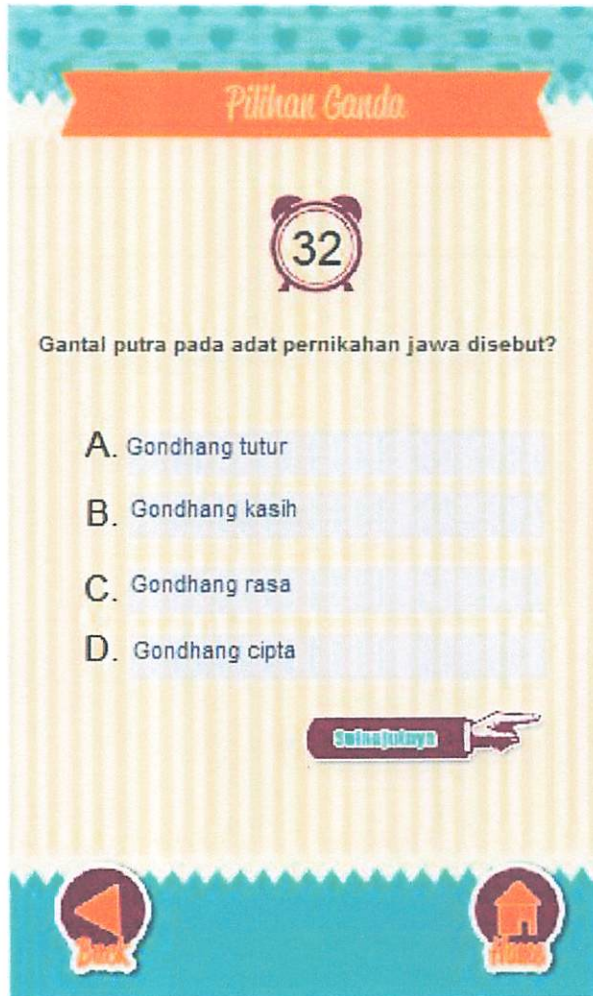 Pilihan Ganda
32
Gantal putra pada adat pernikahan jawa disebut?
A. Gondhang tutur
B. Gondhang kasih
C. Gondhang rasa
D. Gondhang cipta
Selnajutnya
Back
Home